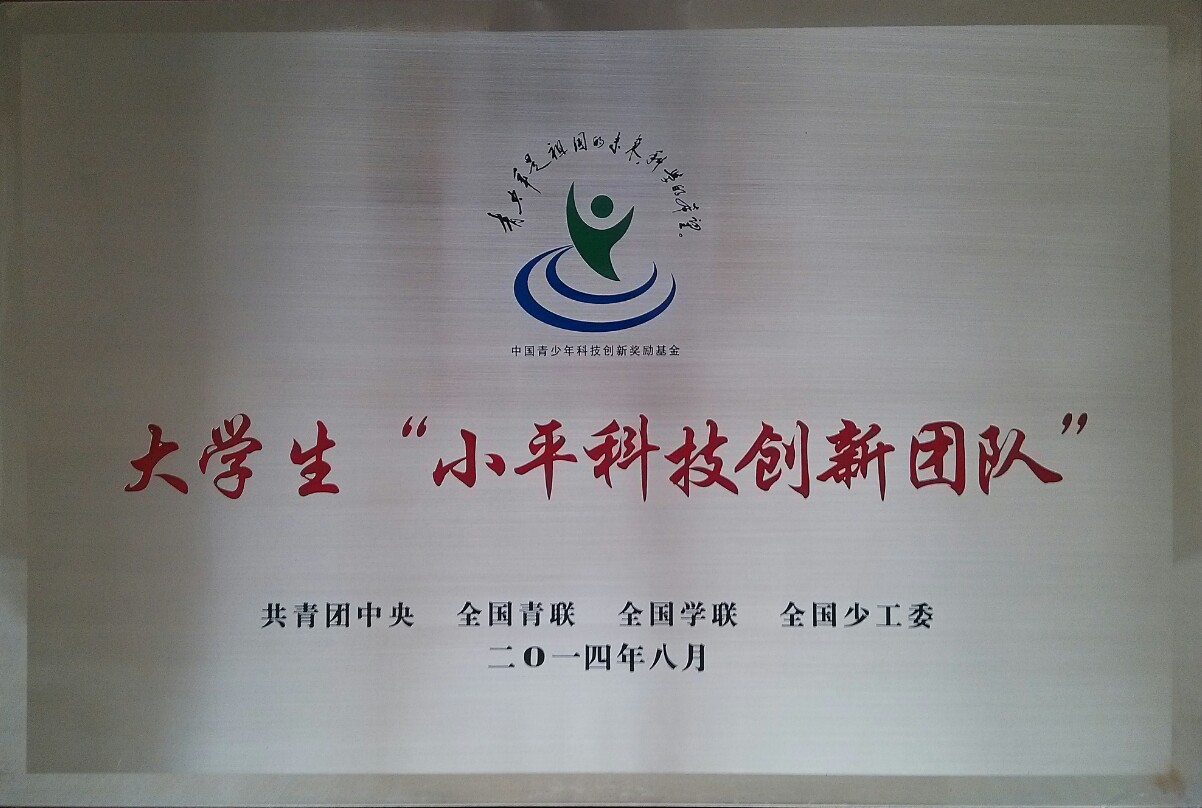 青少年是祖国的未来,科学的希望。
中国青少年科技创新奖励基金
大学生“小平科技创新团队”
共青团中央 全国青联 全国学联 全国少工委
二〇一四年八月